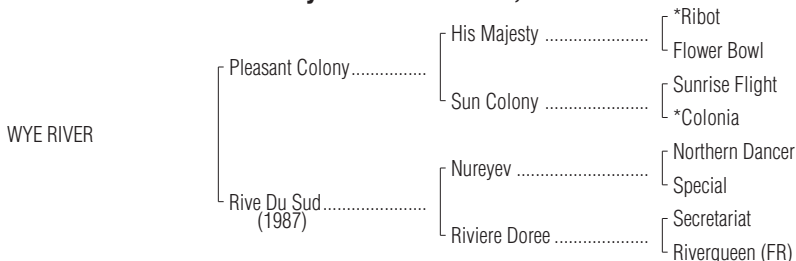 *Ribot
His Majesty ......................
Flower Bowl
Pleasant Colony................
Sunrise Flight
Sun Colony ......................
*Colonia
WYE RIVER
Northern Dancer
Nureyev ............................
Special
Rive Du Sud......................
(1987)
Secretariat
Riviere Doree ....................
Riverqueen (FR)